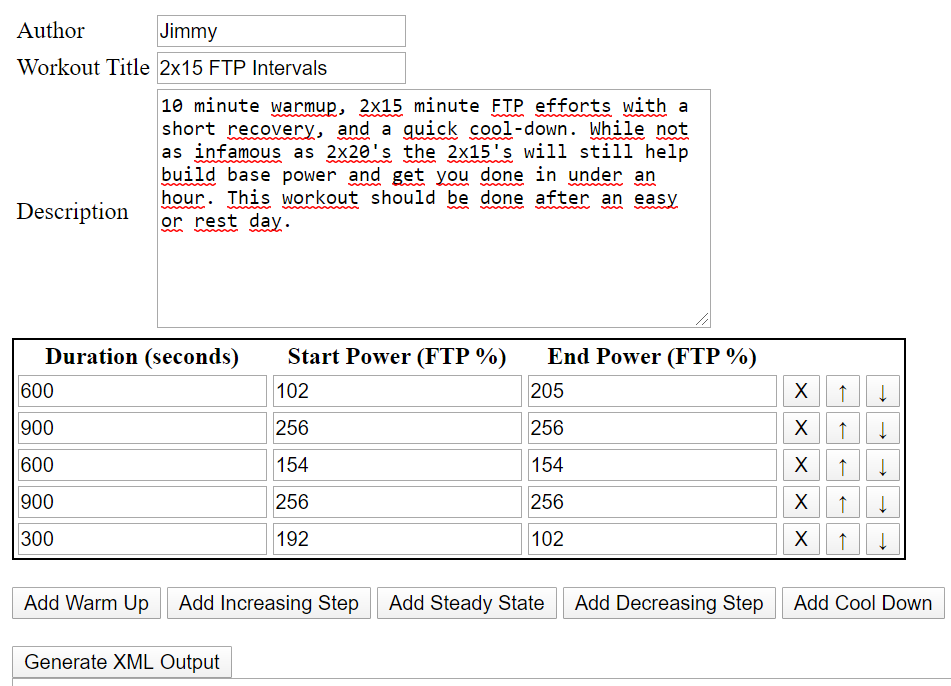 Author Jimmy
Workout Title 2x15 FTP Intervals
Description
10 minute warmup, 2x15 minute FTP efforts with a
short recovery, and a quick cool-down. While not
as infamous as 2x20's the 2x15's will still help
build base power and get you done in under an
hour. This workout should be done after an easy
or rest day.
Duration (seconds) Start Power (FTP %) End Power (FTP %)
600 102 205 X ↑ ↓
900 256 256 X ↑ ↓
600 154 154 X ↑ ↓
900 256 256 X ↑ ↓
300 192 102 X ↑ ↓
Add Warm Up Add Increasing Step Add Steady State Add Decreasing Step Add Cool Down
Generate XML Output